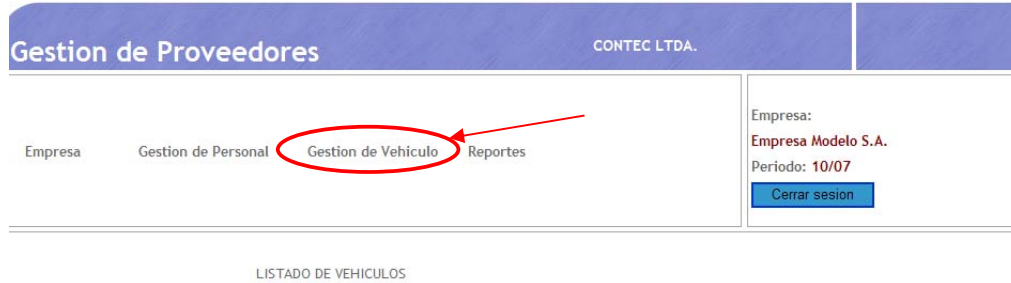 Gestion de Proveedores
CONTEC LTDA.
Empresa
Gestion de Personal
Gestion de Vehiculo
Reportes
Empresa:
Empresa Modelo S.A.
Periodo: 10/07
Cerrar sesion
LISTADO DE VEHICULOS